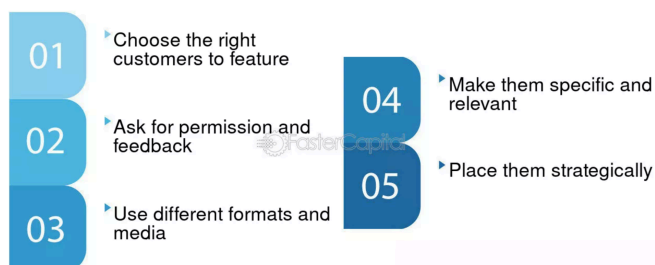 01
Choose the right
customers to feature
02
Ask for permission and
feedback
03
Use different formats and
media
04
Make them specific and
relevant
05
Place them strategically
FasterCapital